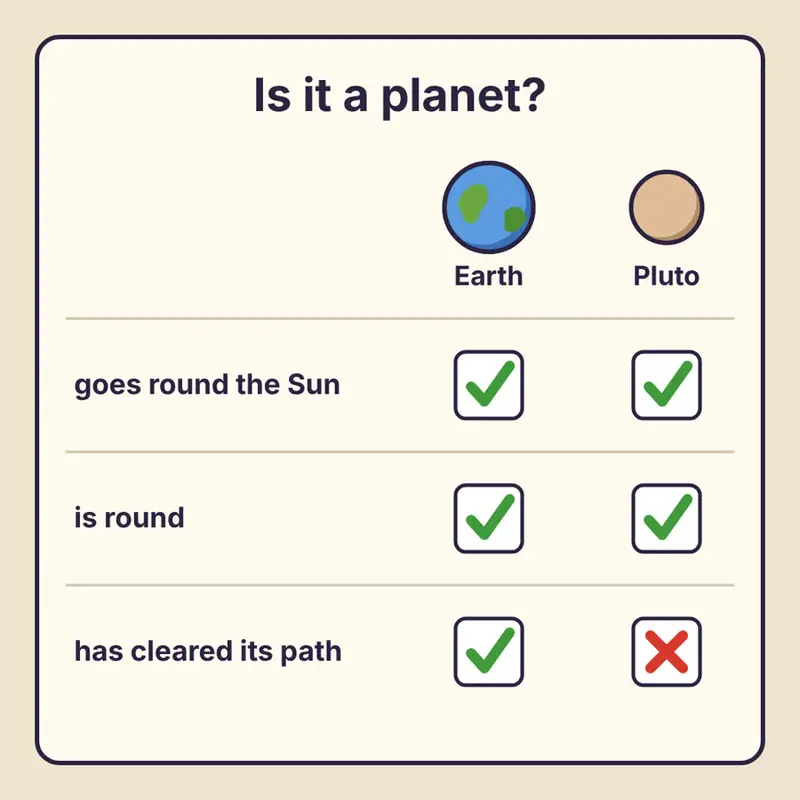 Is it a planet?
Earth Pluto
goes round the Sun
is round
has cleared its path